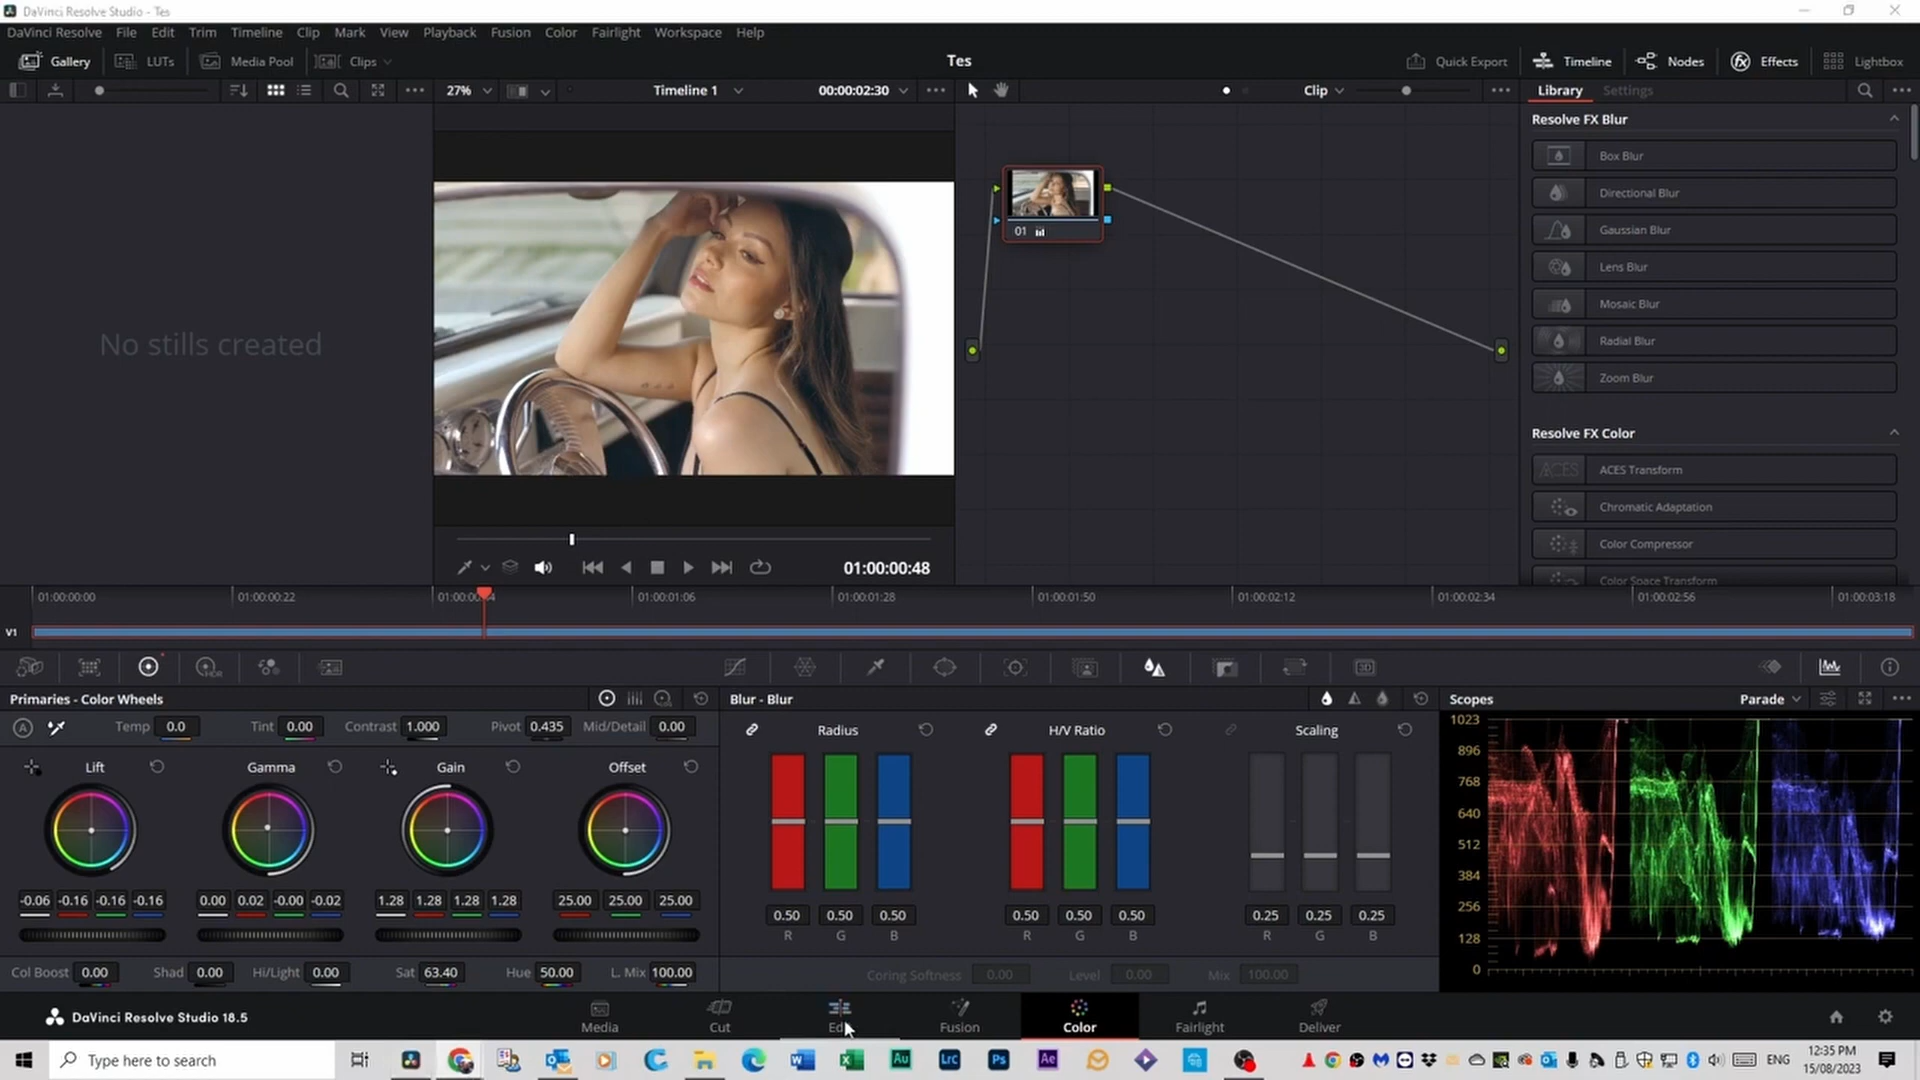 DaVinci Resolve Studio - Tes
DaVinci Resolve File Edit Trim Timeline Clip Mark View Playback Fusion Color Fairlight Workspace Help
Gallery LUTs Media Pool Clips Tes Quick Export Timeline Nodes Effects Lightbox
27% Timeline 1 00:00:02:30 Clip Library Settings
Resolve FX Blur
Box Blur
Directional Blur
Gaussian Blur
Lens Blur
Mosaic Blur
Radial Blur
Zoom Blur
Resolve FX Color
ACES ACES Transform
Chromatic Adaptation
Color Compressor
Color Space Transform
01
No stills created
01:00:00:48
01:00:00:00 01:00:00:22 01:00:01:06 01:00:01:28 01:00:01:50 01:00:02:12 01:00:02:34 01:00:02:56 01:00:03:18
V1
HDR 3D
Primaries - Color Wheels Blur - Blur Scopes Parade
A Temp 0.0 Tint 0.00 Contrast 1.000 Pivot 0.435 Mid/Detail 0.00
Lift Gamma Gain Offset
-0.06 -0.16 -0.16 -0.16 0.00 0.02 -0.00 -0.02 1.28 1.28 1.28 1.28 25.00 25.00 25.00
Col Boost 0.00 Shad 0.00 Hi/Light 0.00 Sat 63.40 Hue 50.00 L. Mix 100.00
Radius H/V Ratio Scaling
0.50 0.50 0.50 0.50 0.50 0.50 0.25 0.25 0.25
R G B R G B R G B
Coring Softness 0.00 Level 0.00 Mix 100.00
1023
896
768
640
512
384
256
128
0
DaVinci Resolve Studio 18.5
Media Cut Fusion Color Fairlight Deliver
Type here to search
Au Lrc Ps Ae
ENG
12:35 PM
15/08/2023